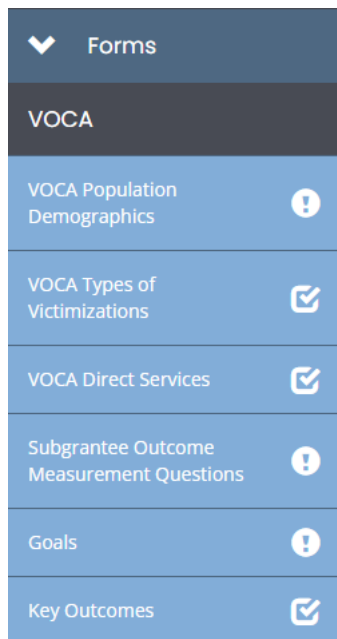 Forms
VOCA
VOCA Population
Demographics
VOCA Types of
Victimizations
VOCA Direct Services
Subgrantee Outcome
Measurement Questions
Goals
Key Outcomes